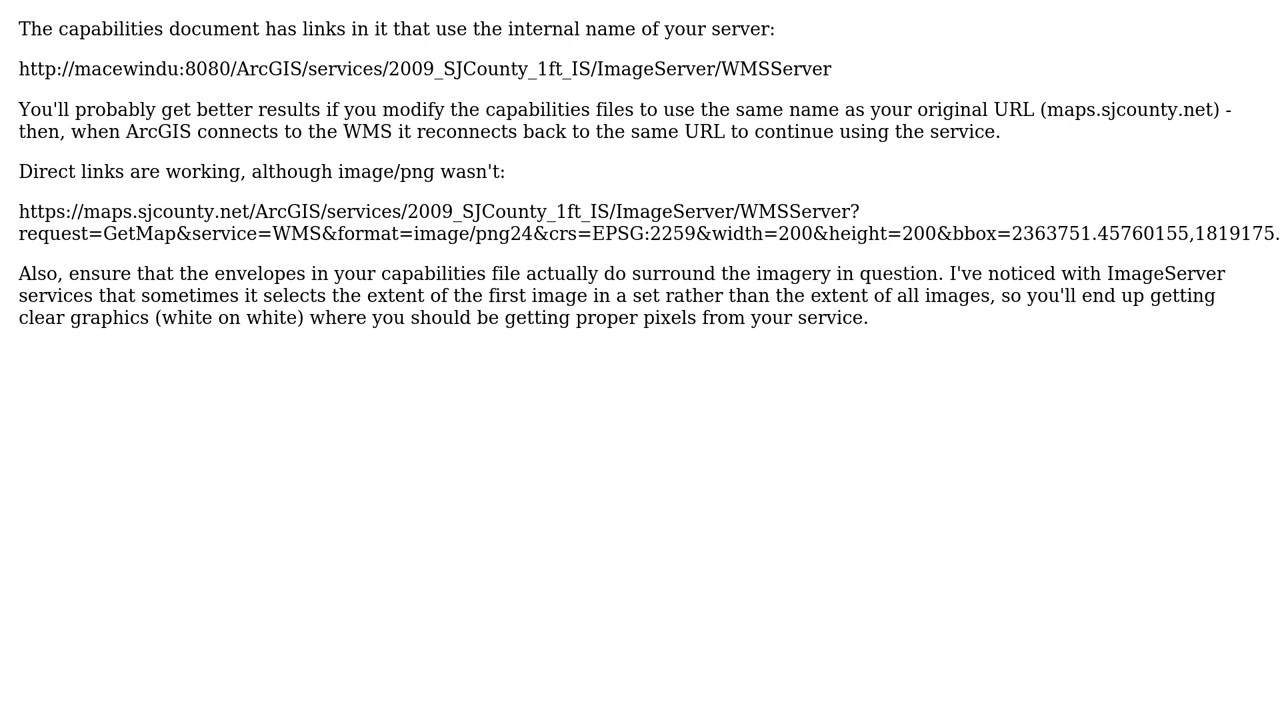 The capabilities document has links in it that use the internal name of your server:
http://macewindu:8080/ArcGIS/services/2009_SJCounty_1ft_IS/ImageServer/WMSServer
You'll probably get better results if you modify the capabilities files to use the same name as your original URL (maps.sjcounty.net) -
then, when ArcGIS connects to the WMS it reconnects back to the same URL to continue using the service.
Direct links are working, although image/png wasn't:
https://maps.sjcounty.net/ArcGIS/services/2009_SJCounty_1ft_IS/ImageServer/WMSServer?
request=GetMap&service=WMS&format=image/png24&crs=EPSG:2259&width=200&height=200&bbox=2363751.45760155,1819175.
Also, ensure that the envelopes in your capabilities file actually do surround the imagery in question. I've noticed with ImageServer
services that sometimes it selects the extent of the first image in a set rather than the extent of all images, so you'll end up getting
clear graphics (white on white) where you should be getting proper pixels from your service.